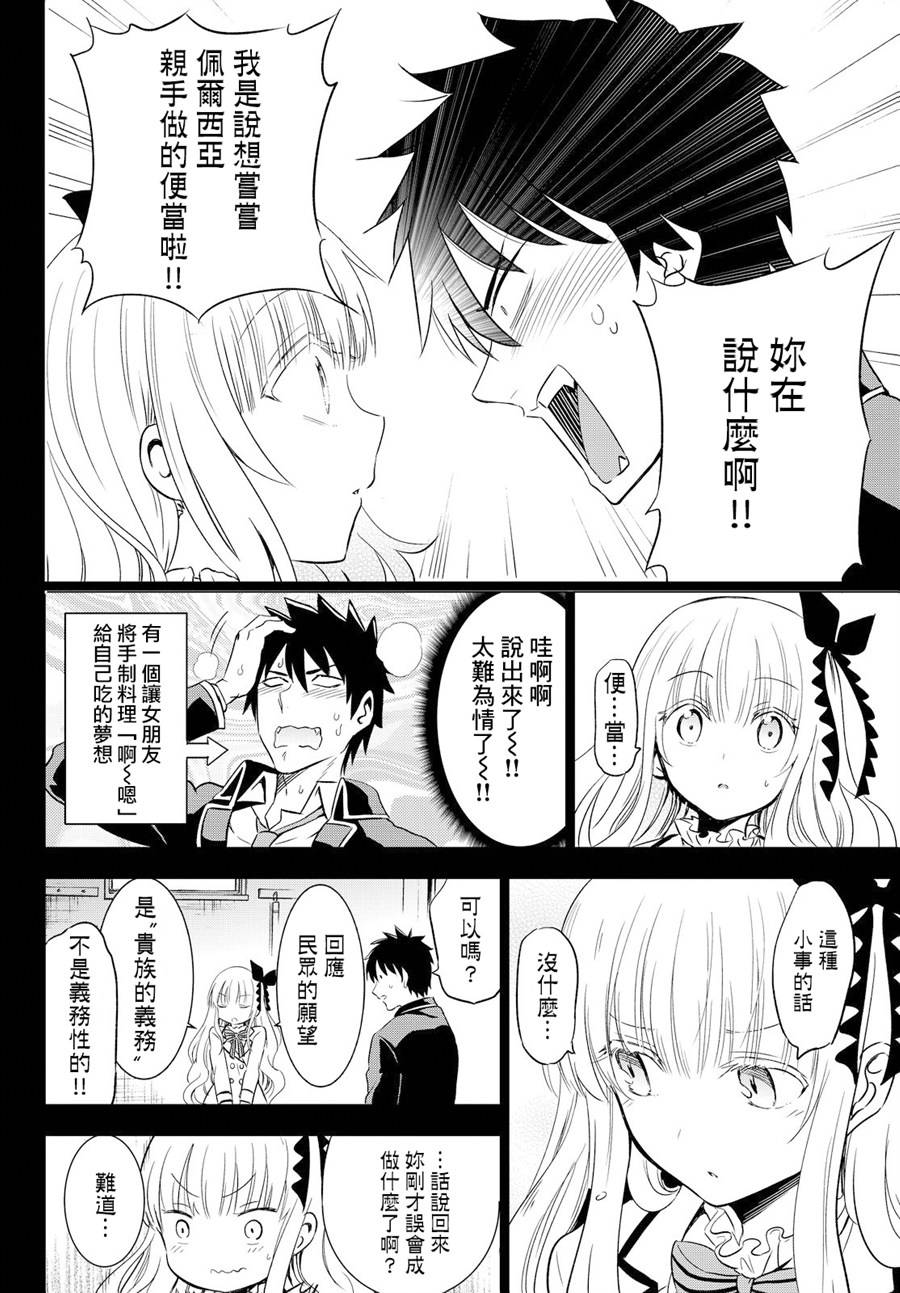 妳在
說什麼啊!!
我是說想嘗嘗
佩爾西亞
親手做的便當啦!!
便…當…
哇啊啊
說出來了~!!
太難為情了~!!
有一個讓女朋友
將手制料理「啊~嗯」
給自己吃的夢想
這種
小事的話
沒什麼…
可以嗎?
回應
民眾的願望
是"貴族的義務"
不是義務性的!!
…話說回來
妳剛才誤會成
做什麼了啊?
難道…